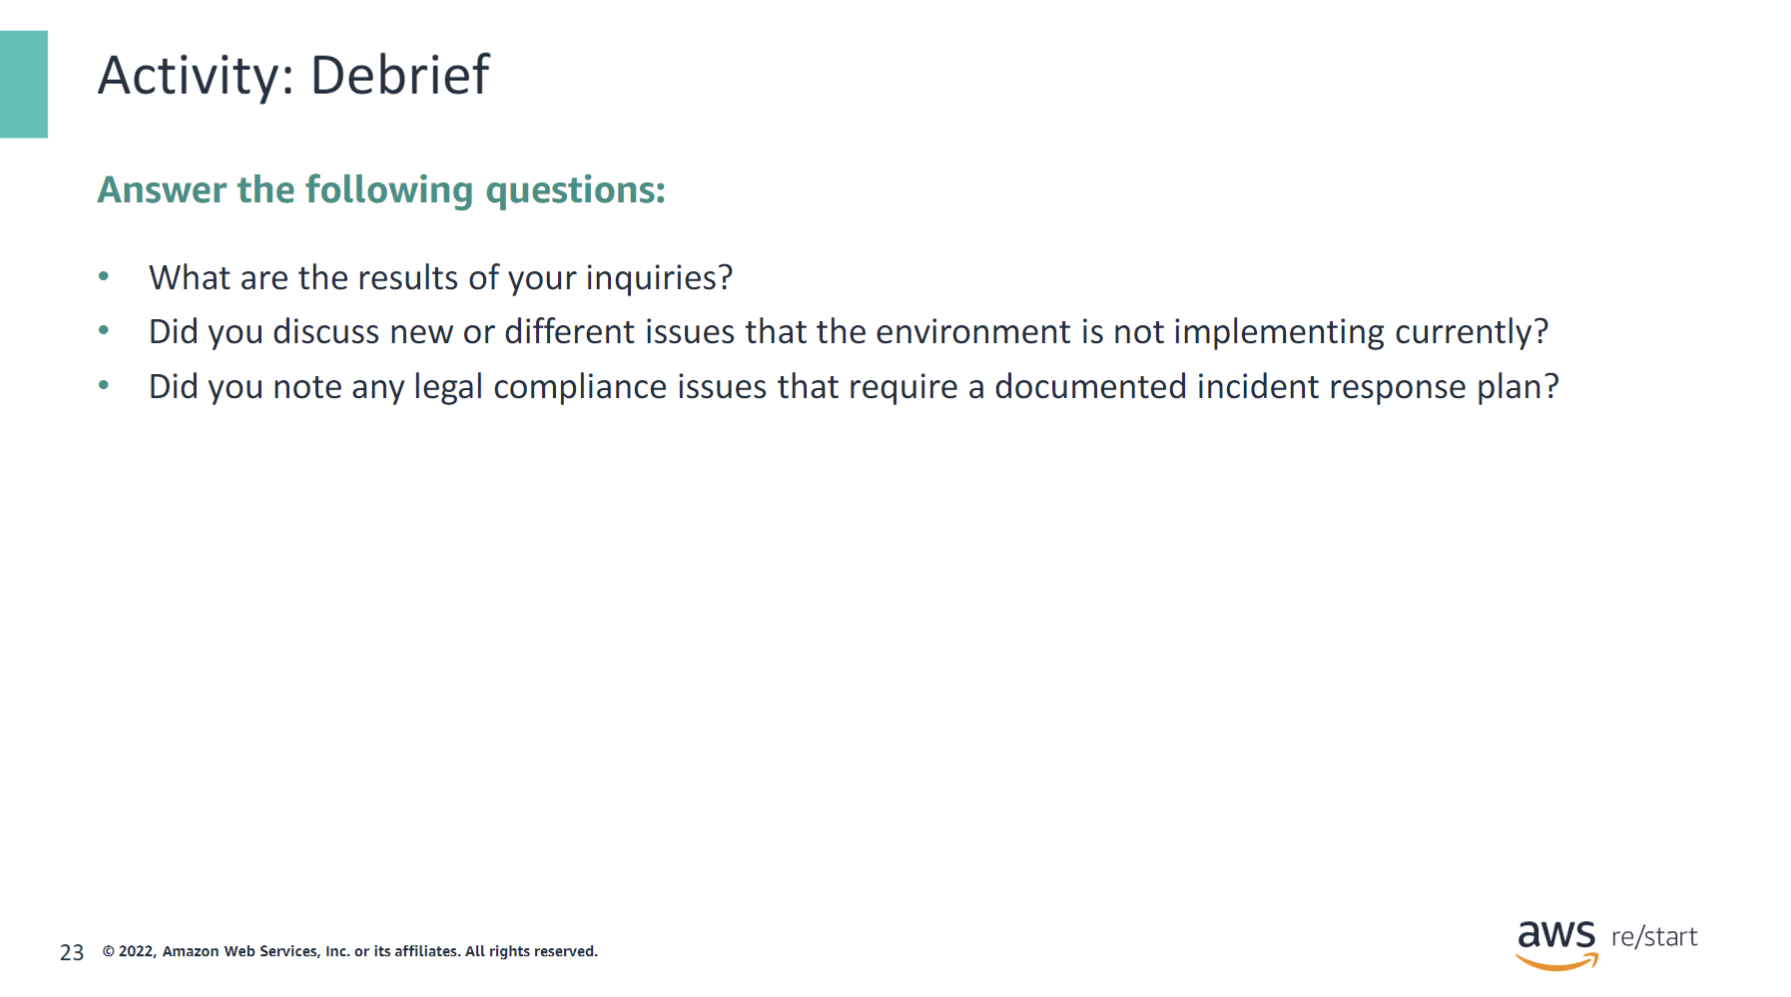 Activity: Debrief
Answer the following questions:
• What are the results of your inquiries?
• Did you discuss new or different issues that the environment is not implementing currently?
• Did you note any legal compliance issues that require a documented incident response plan?
23 © 2022, Amazon Web Services, Inc. or its affiliates. All rights reserved.
aws re/start